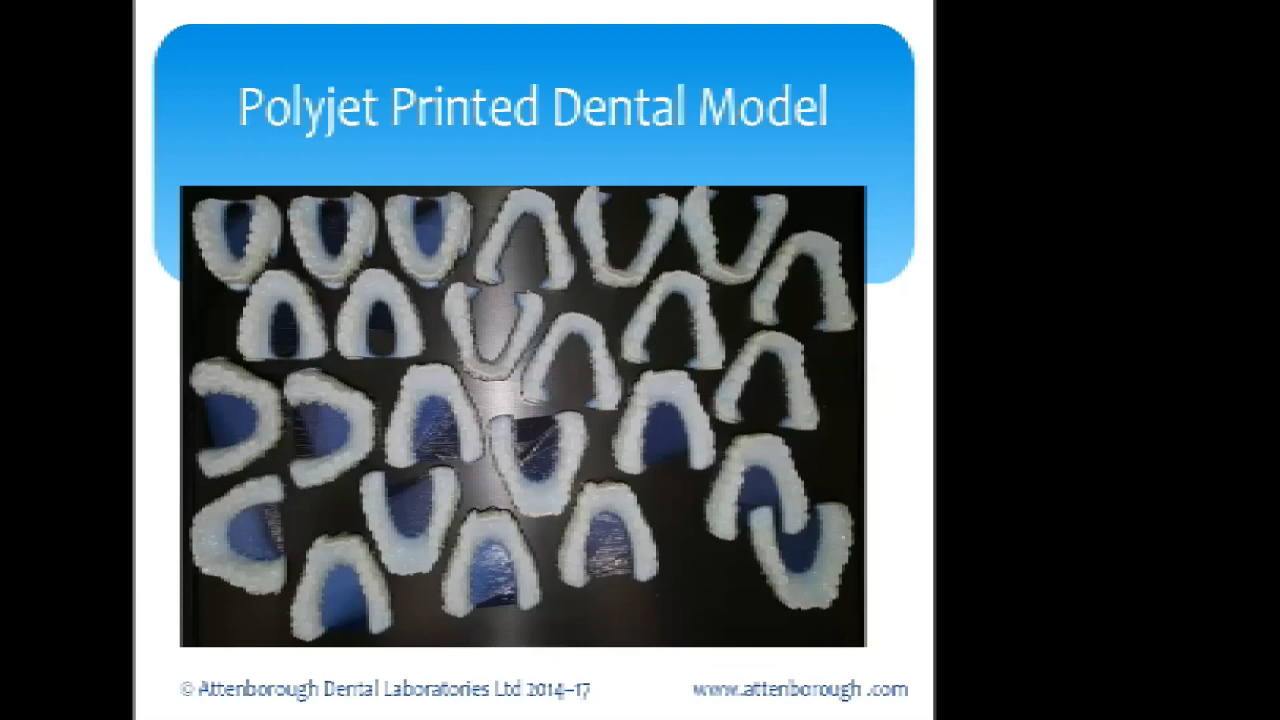 Polyjet Printed Dental Model
© Attenborough Dental Laboratories Ltd 2014-17
www.attenborough .com